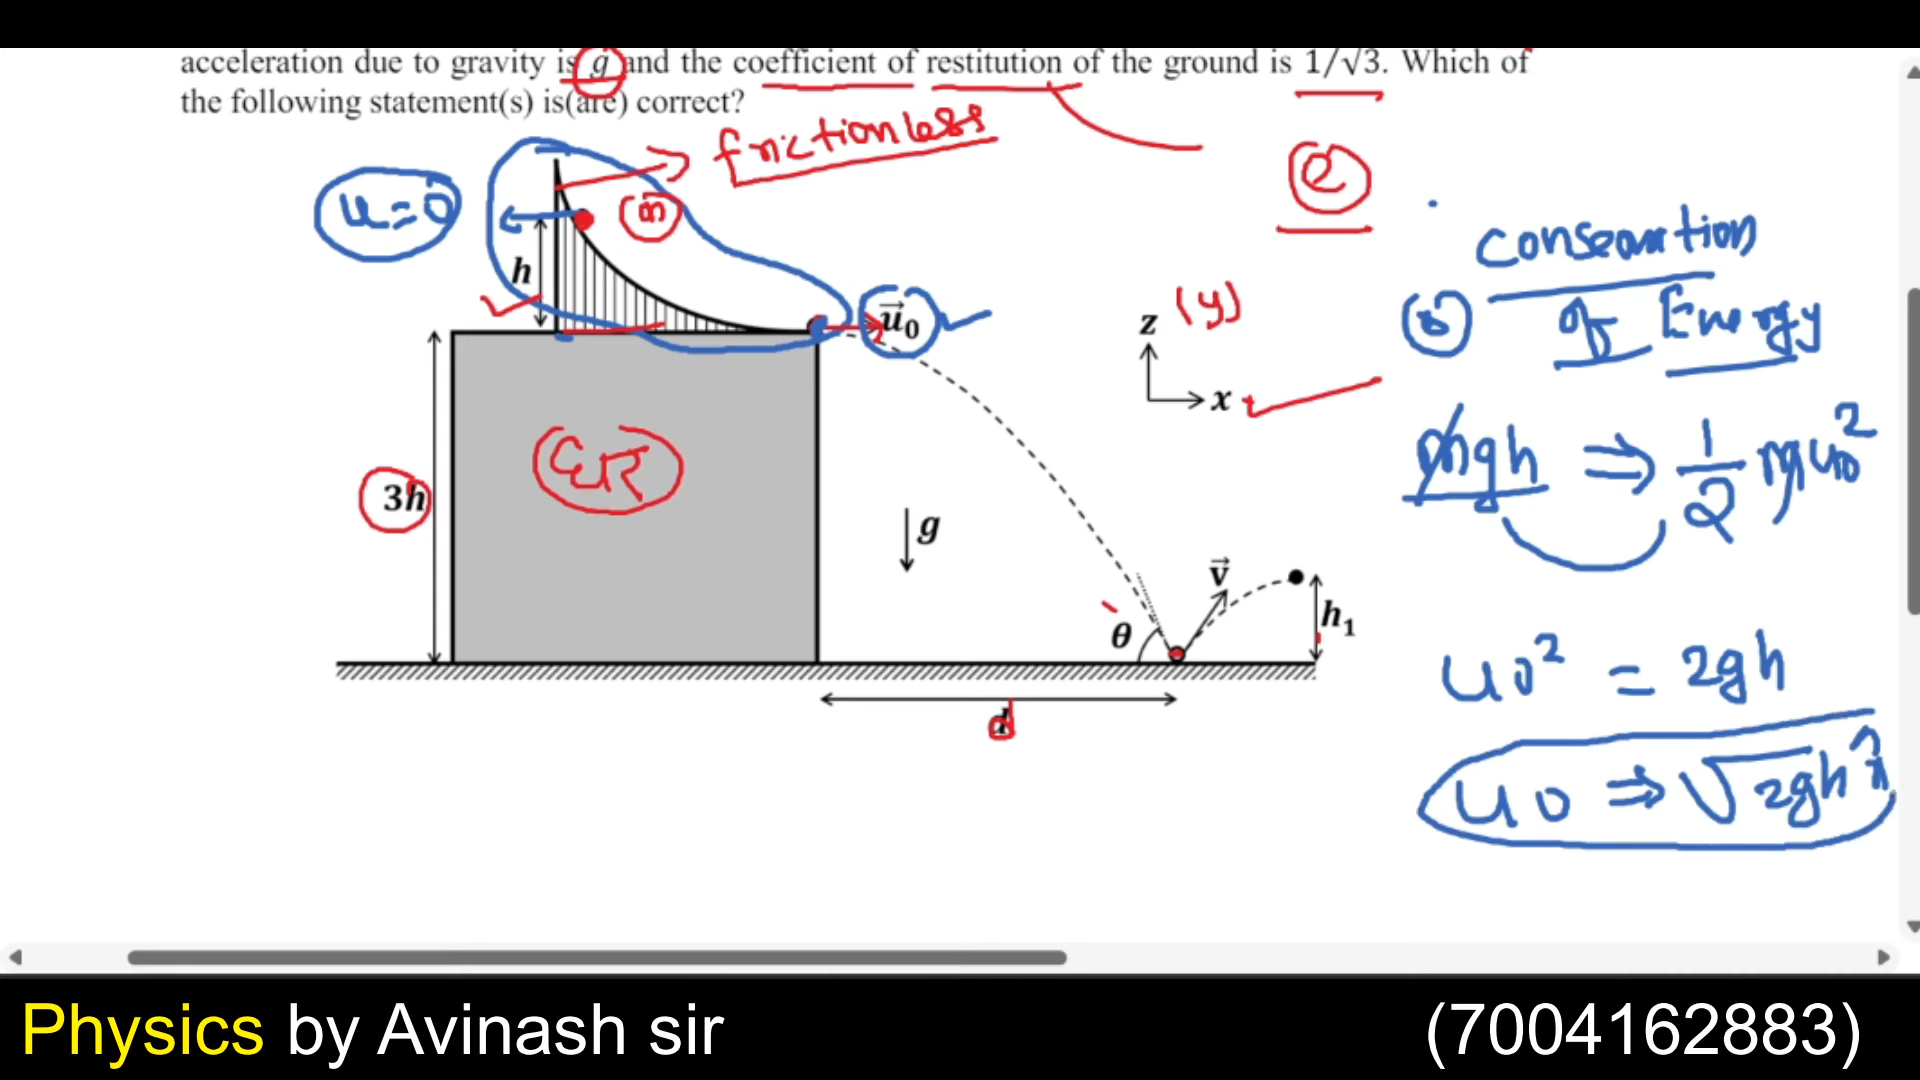 acceleration due to gravity is g and the coefficient of restitution of the ground is 1/√3. Which of
the following statement(s) is(are) correct?
frictionless
u=0
m
e
h
u⃗₀
z (y)
x
conservation
of Energy
mgh ⇒ 1/2 mu₀²
3h
g
v⃗
θ
h₁
d
u₀² = 2gh
u₀ ⇒ √2gh x̂
Physics by Avinash sir
(7004162883)